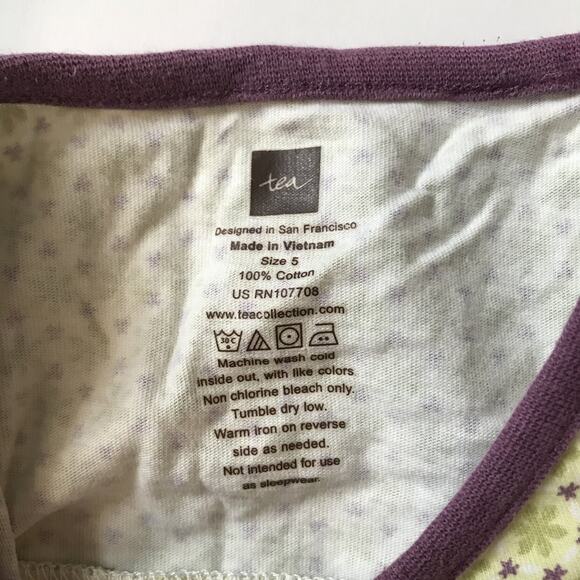 tea
Designed in San Francisco
Made in Vietnam
Size 5
100% Cotton
US RN107708
www.teacollection.com
30 C
Machine wash cold
inside out, with like colors
Non chlorine bleach only.
Tumble dry low.
Warm iron on reverse
side as needed.
Not intended for use
as sleepwear.